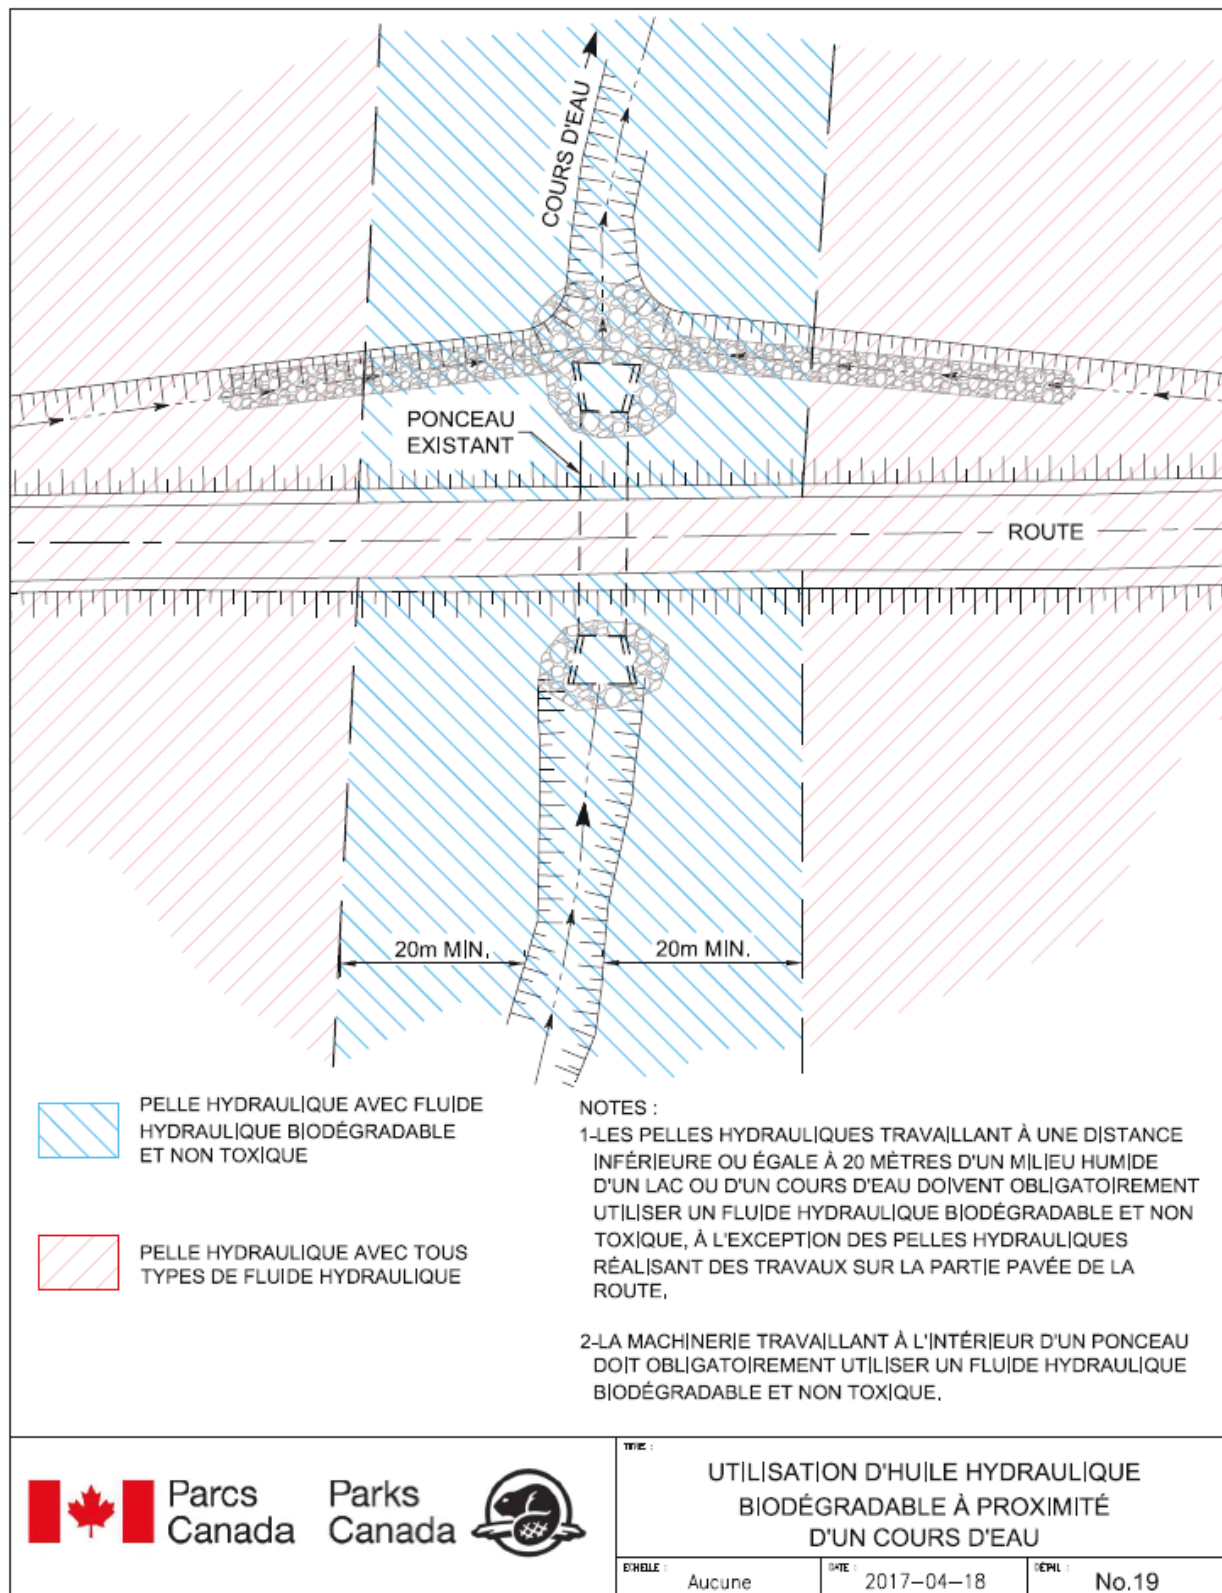 COURS D'EAU
PONCEAU
EXISTANT
ROUTE
20m MIN.
20m MIN.
PELLE HYDRAULIQUE AVEC FLUIDE
HYDRAULIQUE BIODÉGRADABLE
ET NON TOXIQUE
PELLE HYDRAULIQUE AVEC TOUS
TYPES DE FLUIDE HYDRAULIQUE
NOTES :
1-LES PELLES HYDRAULIQUES TRAVAILLANT À UNE DISTANCE
INFÉRIEURE OU ÉGALE À 20 MÈTRES D'UN MILIEU HUMIDE
D'UN LAC OU D'UN COURS D'EAU DOIVENT OBLIGATOIREMENT
UTILISER UN FLUIDE HYDRAULIQUE BIODÉGRADABLE ET NON
TOXIQUE, À L'EXCEPTION DES PELLES HYDRAULIQUES
RÉALISANT DES TRAVAUX SUR LA PARTIE PAVÉE DE LA
ROUTE.
2-LA MACHINERIE TRAVAILLANT À L'INTÉRIEUR D'UN PONCEAU
DOIT OBLIGATOIREMENT UTILISER UN FLUIDE HYDRAULIQUE
BIODÉGRADABLE ET NON TOXIQUE.
Parcs
Canada
Parks
Canada
TITRE :
UTILISATION D'HUILE HYDRAULIQUE
BIODÉGRADABLE À PROXIMITÉ
D'UN COURS D'EAU
ECHELLE :
Aucune
DATE :
2017-04-18
DÉTAIL :
No.19